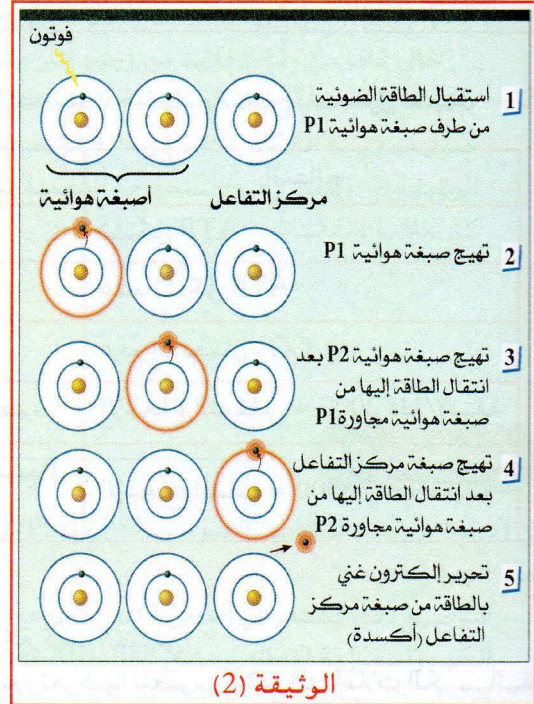 فوتون
1 استقبال الطاقة الضوئية
من طرف صبغة هوائية P1
أصبغة هوائية
مركز التفاعل
2 تهيج صبغة هوائية P1
3 تهيج صبغة هوائية P2 بعد
انتقال الطاقة إليها من
صبغة هوائية مجاورة P1
4 تهيج صبغة مركز التفاعل
بعد انتقال الطاقة إليها من
صبغة هوائية مجاورة P2
5 تحرير إلكترون غني
بالطاقة من صبغة مركز
التفاعل (أكسدة)
الوثيقة (2)